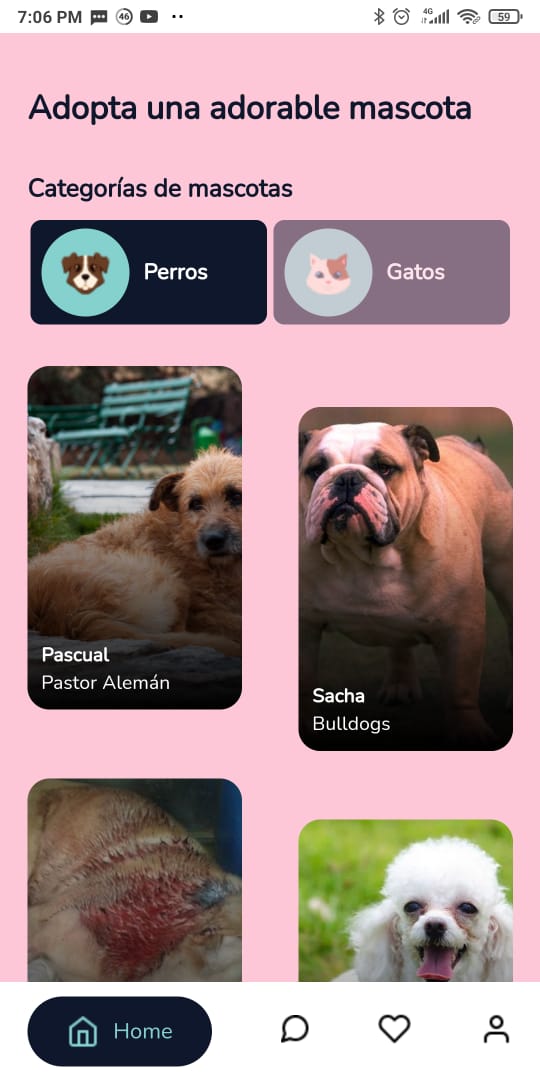 7:06 PM
46
4G
59
Adopta una adorable mascota
Categorías de mascotas
Perros
Gatos
Pascual
Pastor Alemán
Sacha
Bulldogs
Home